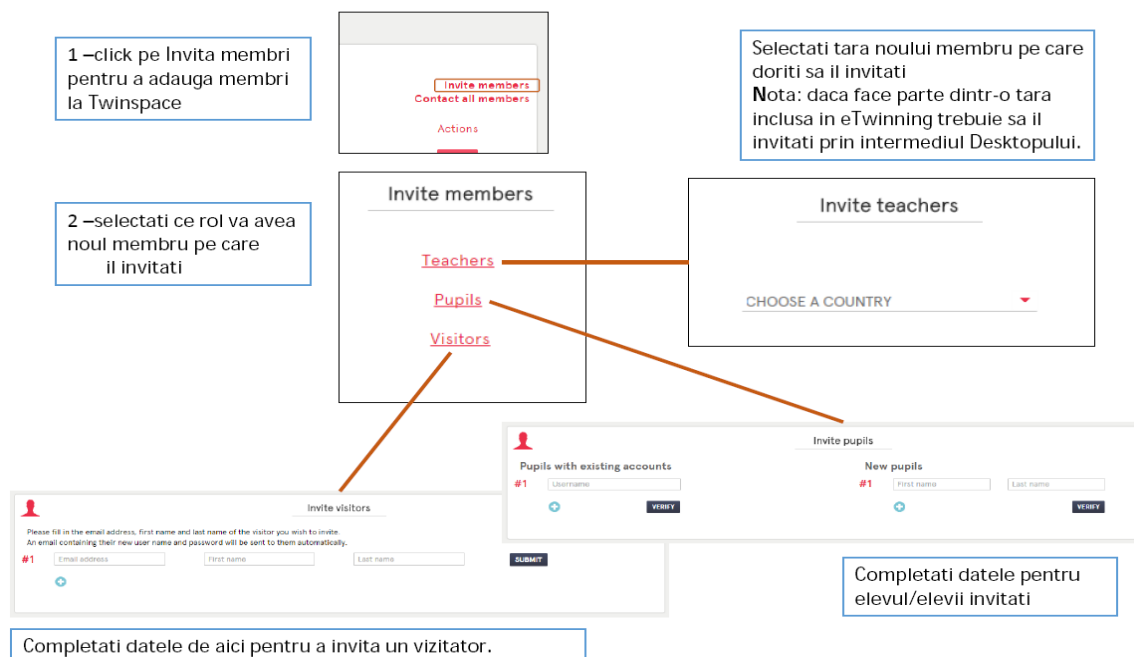 1 –click pe Invita membri
pentru a adauga membri
la Twinspace
Invite members
Contact all members
Actions
Selectati tara noului membru pe care
doriti sa il invitati
Nota: daca face parte dintr-o tara
inclusa in eTwinning trebuie sa il
invitati prin intermediul Desktopului.
2 –selectati ce rol va avea
noul membru pe care
il invitati
Invite members
Teachers
Pupils
Visitors
Invite teachers
CHOOSE A COUNTRY
Invite pupils
Pupils with existing accounts
New pupils
#1 Username
#1 First name Last name
VERIFY
VERIFY
Invite visitors
Please fill in the email address, first name and last name of the visitor you wish to invite.
An email containing their new user name and password will be sent to them automatically.
#1 Email address First name Last name SUBMIT
Completati datele pentru
elevul/elevii invitati
Completati datele de aici pentru a invita un vizitator.